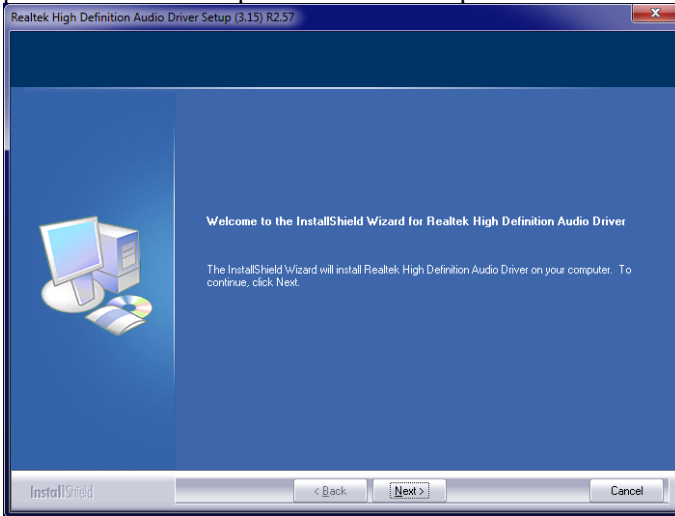 Realtek High Definition Audio Driver Setup (3.15) R2.57
Welcome to the InstallShield Wizard for Realtek High Definition Audio Driver
The InstallShield Wizard will install Realtek High Definition Audio Driver on your computer. To
continue, click Next.
InstallShield
< Back
Next >
Cancel